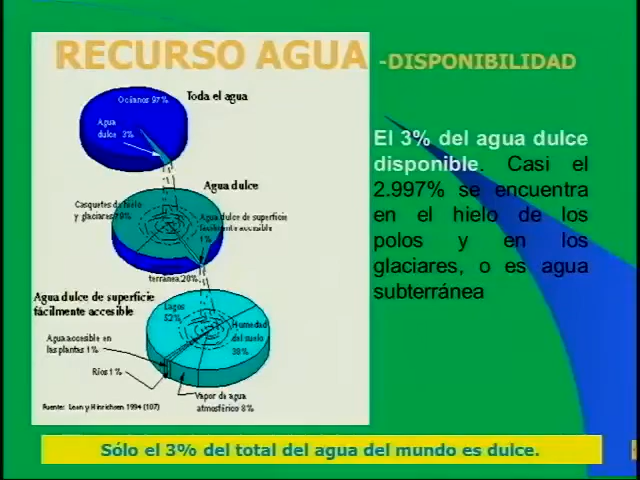 RECURSO AGUA -DISPONIBILIDAD
Océanos 97%
Toda el agua
Agua
dulce 3%
Agua dulce
Casquetes de hielo
y glaciares 79%
Agua dulce de superficie
fácilmente accesible
1%
terránea 20%
Agua dulce de superficie
fácilmente accesible
Lagos
52%
Humedad
del suelo
38%
Agua accesible en
las plantas 1%
Ríos 1%
Vapor de agua
atmosférico 8%
Fuente: Lean y Hinrichsen 1994 (107)
El 3% del agua dulce
disponible. Casi el
2.997% se encuentra
en el hielo de los
polos y en los
glaciares, o es agua
subterránea
Sólo el 3% del total del agua del mundo es dulce.